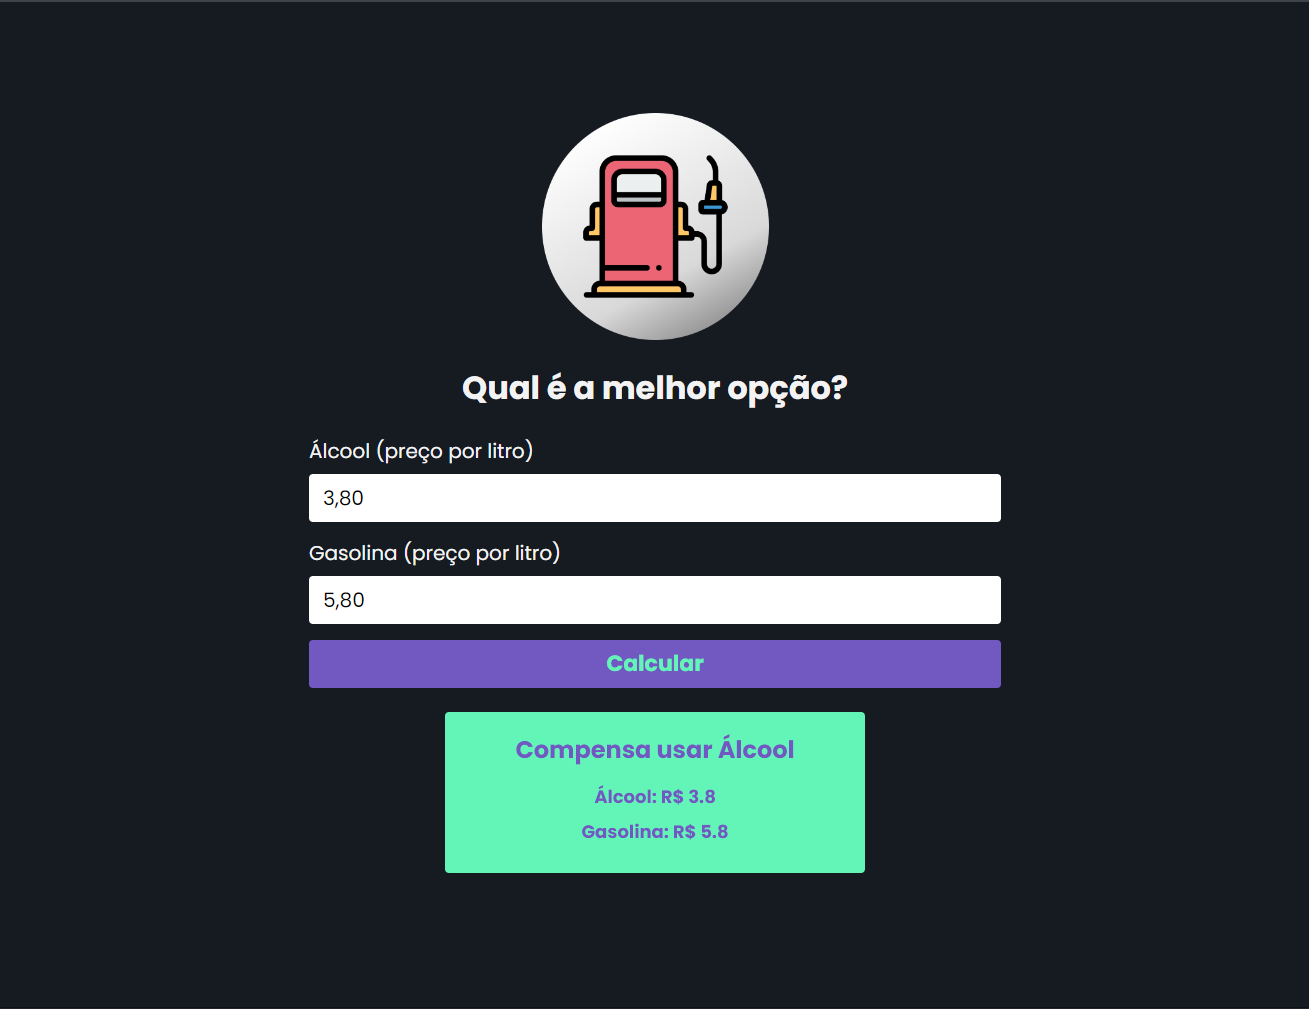 Qual é a melhor opção?
Álcool (preço por litro)
3,80
Gasolina (preço por litro)
5,80
Calcular
Compensa usar Álcool
Álcool: R$ 3.8
Gasolina: R$ 5.8